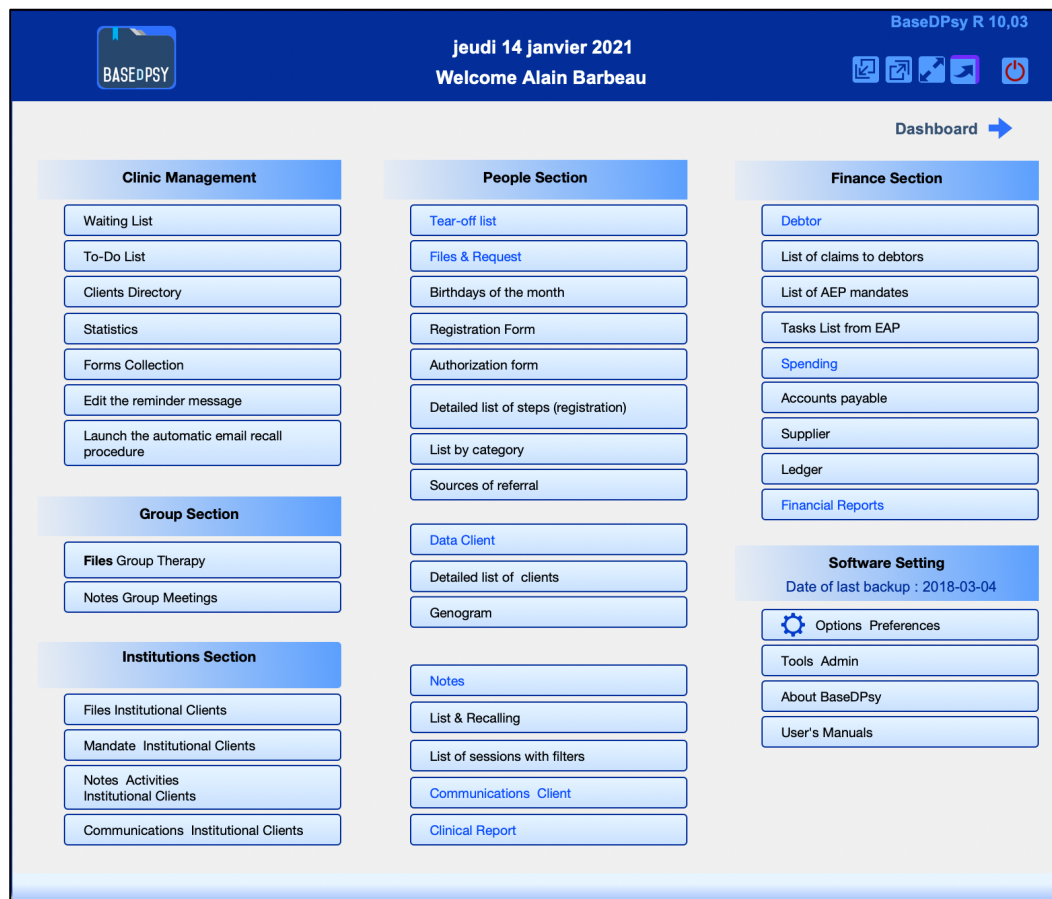 BaseDPsy R 10,03
BASEDPSY
jeudi 14 janvier 2021
Welcome Alain Barbeau
Dashboard
Clinic Management
Waiting List
To-Do List
Clients Directory
Statistics
Forms Collection
Edit the reminder message
Launch the automatic email recall
procedure
Group Section
Files Group Therapy
Notes Group Meetings
Institutions Section
Files Institutional Clients
Mandate Institutional Clients
Notes Activities
Institutional Clients
Communications Institutional Clients
People Section
Tear-off list
Files & Request
Birthdays of the month
Registration Form
Authorization form
Detailed list of steps (registration)
List by category
Sources of referral
Data Client
Detailed list of clients
Genogram
Notes
List & Recalling
List of sessions with filters
Communications Client
Clinical Report
Finance Section
Debtor
List of claims to debtors
List of AEP mandates
Tasks List from EAP
Spending
Accounts payable
Supplier
Ledger
Financial Reports
Software Setting
Date of last backup : 2018-03-04
Options Preferences
Tools Admin
About BaseDPsy
User's Manuals